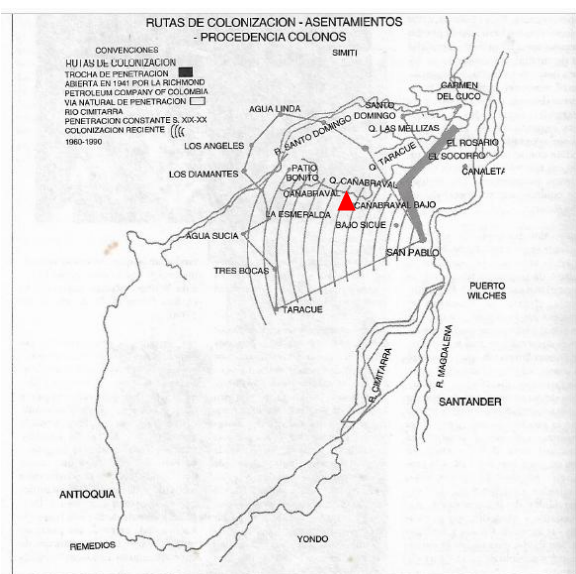 RUTAS DE COLONIZACION - ASENTAMIENTOS
- PROCEDENCIA COLONOS
SIMITI
CONVENCIONES
RUTAS DE COLONIZACION
TROCHA DE PENETRACION
ABIERTA EN 1941 POR LA RICHMOND
PETROLEUM COMPANY OF COLOMBIA
VIA NATURAL DE PENETRACION
RIO CIMITARRA
PENETRACION CONSTANTE S. XIX-XX
COLONIZACION RECIENTE
1960-1990
CARMEN
DEL CUCO
AGUA LINDA
SANTO
DOMINGO
Q. LAS MELLIZAS
R. SANTO DOMINGO
LOS ANGELES
Q. TARACUE
EL ROSARIO
EL SOCORRO
CANALETA
LOS DIAMANTES
PATIO
BONITO
Q. CAÑABRAVAL
CAÑABRAVAL
CAÑABRAVAL BAJO
LA ESMERALDA
BAJO SICUE
AGUA SUCIA
SAN PABLO
TRES BOCAS
PUERTO
WILCHES
TARACUE
R. CIMITARRA
R. MAGDALENA
SANTANDER
ANTIOQUIA
REMEDIOS
YONDO